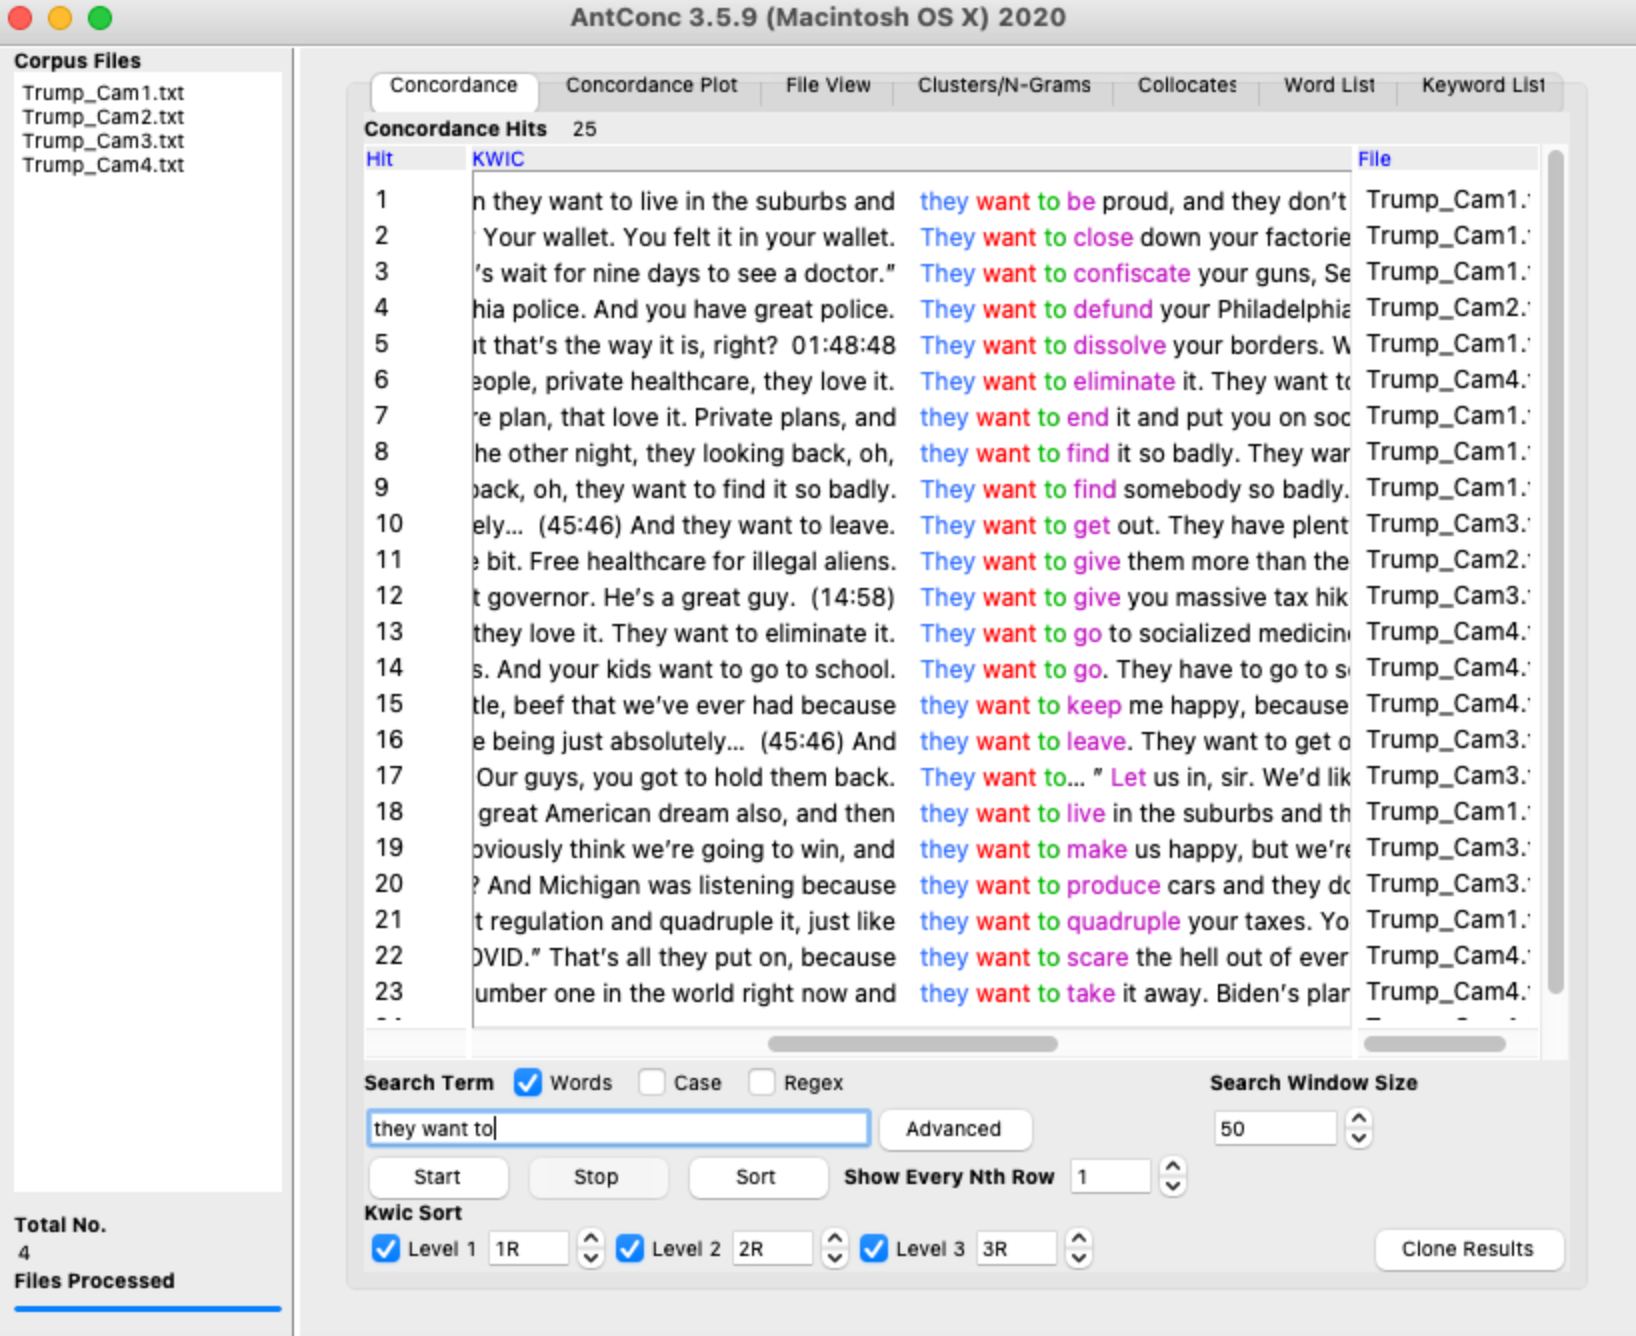 AntConc 3.5.9 (Macintosh OS X) 2020
Corpus Files
Trump_Cam1.txt
Trump_Cam2.txt
Trump_Cam3.txt
Trump_Cam4.txt
Total No.
4
Files Processed
Concordance Concordance Plot File View Clusters/N-Grams Collocates Word List Keyword List
Concordance Hits 25
Hit KWIC File
1 n they want to live in the suburbs and they want to be proud, and they don't Trump_Cam1.
2 Your wallet. You felt it in your wallet. They want to close down your factorie Trump_Cam1.
3 's wait for nine days to see a doctor.” They want to confiscate your guns, Se Trump_Cam1.
4 hia police. And you have great police. They want to defund your Philadelphia Trump_Cam2.
5 t that's the way it is, right? 01:48:48 They want to dissolve your borders. W Trump_Cam1.
6 eople, private healthcare, they love it. They want to eliminate it. They want to Trump_Cam4.
7 re plan, that love it. Private plans, and they want to end it and put you on soc Trump_Cam1.
8 he other night, they looking back, oh, they want to find it so badly. They wan Trump_Cam1.
9 back, oh, they want to find it so badly. They want to find somebody so badly. Trump_Cam1.
10 ely... (45:46) And they want to leave. They want to get out. They have plent Trump_Cam3.
11 e bit. Free healthcare for illegal aliens. They want to give them more than the Trump_Cam2.
12 t governor. He's a great guy. (14:58) They want to give you massive tax hik Trump_Cam3.
13 they love it. They want to eliminate it. They want to go to socialized medicin Trump_Cam4.
14 s. And your kids want to go to school. They want to go. They have to go to s Trump_Cam4.
15 tle, beef that we've ever had because they want to keep me happy, because Trump_Cam4.
16 e being just absolutely... (45:46) And they want to leave. They want to get o Trump_Cam3.
17 Our guys, you got to hold them back. They want to... ” Let us in, sir. We'd lik Trump_Cam3.
18 great American dream also, and then they want to live in the suburbs and th Trump_Cam1.
19 bviously think we're going to win, and they want to make us happy, but we're Trump_Cam3.
20 ? And Michigan was listening because they want to produce cars and they do Trump_Cam3.
21 t regulation and quadruple it, just like they want to quadruple your taxes. Yo Trump_Cam1.
22 OVID.” That's all they put on, because they want to scare the hell out of ever Trump_Cam4.
23 umber one in the world right now and they want to take it away. Biden's plan Trump_Cam4.
Search Term Words Case Regex Search Window Size
they want to Advanced 50
Start Stop Sort Show Every Nth Row 1
Kwic Sort
Level 1 1R Level 2 2R Level 3 3R Clone Results